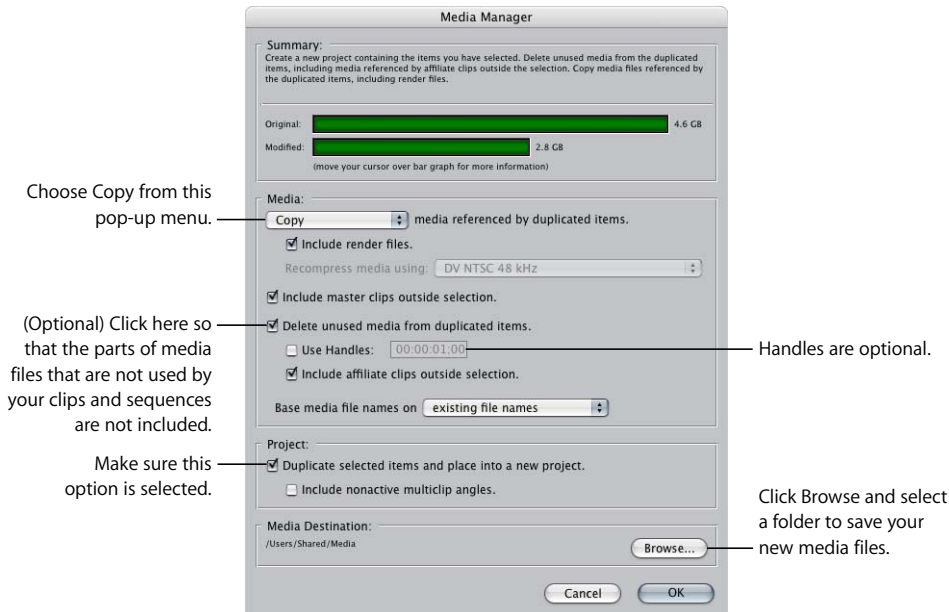 Media Manager
Summary:
Create a new project containing the items you have selected. Delete unused media from the duplicated
items, including media referenced by affiliate clips outside the selection. Copy media files referenced by
the duplicated items, including render files.
Original:
4.6 GB
Modified:
2.8 GB
(move your cursor over bar graph for more information)
Choose Copy from this
pop-up menu.
Media:
Copy media referenced by duplicated items.
Include render files.
Recompress media using: DV NTSC 48 kHz
Include master clips outside selection.
(Optional) Click here so
that the parts of media
files that are not used by
your clips and sequences
are not included.
Delete unused media from duplicated items.
Use Handles: 00:00:01;00
Handles are optional.
Include affiliate clips outside selection.
Base media file names on existing file names
Project:
Make sure this
option is selected.
Duplicate selected items and place into a new project.
Include nonactive multiclip angles.
Media Destination:
/Users/Shared/Media
Browse...
Click Browse and select
a folder to save your
new media files.
Cancel
OK